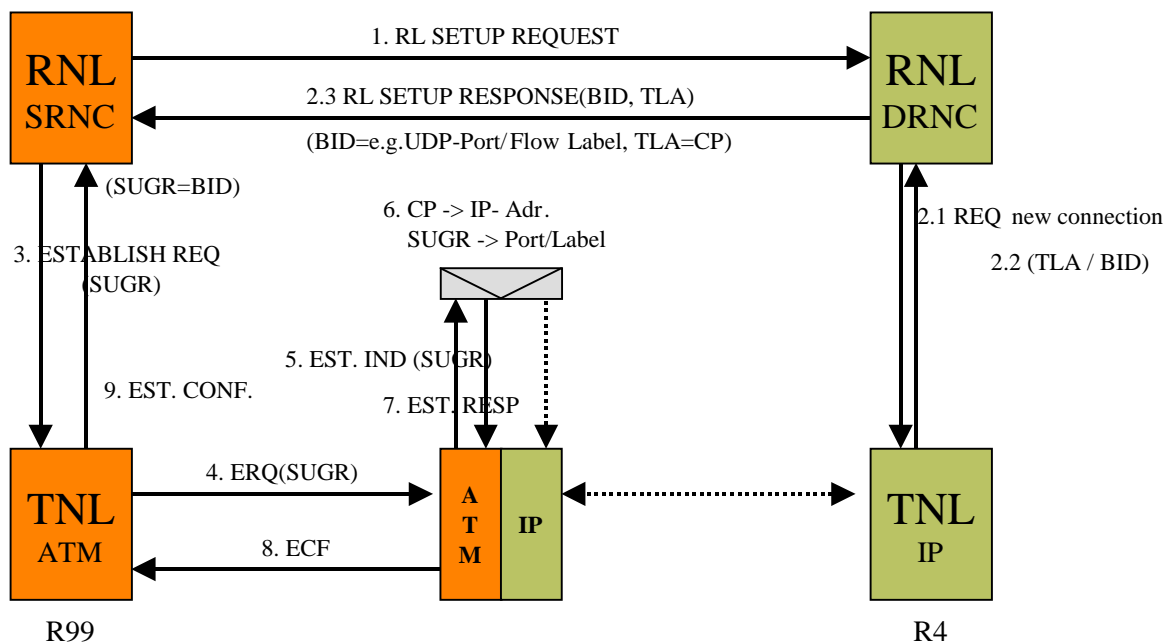 1. RL SETUP REQUEST
RNL
SRNC
RNL
DRNC
2.3 RL SETUP RESPONSE(BID, TLA)
(BID=e.g.UDP-Port/Flow Label, TLA=CP)
(SUGR=BID)
6. CP -> IP- Adr.
SUGR -> Port/Label
2.1 REQ new connection
3. ESTABLISH REQ
(SUGR)
2.2 (TLA / BID)
5. EST. IND (SUGR)
9. EST. CONF.
7. EST. RESP
4. ERQ(SUGR)
TNL
ATM
A
T
M
IP
TNL
IP
8. ECF
R99
R4